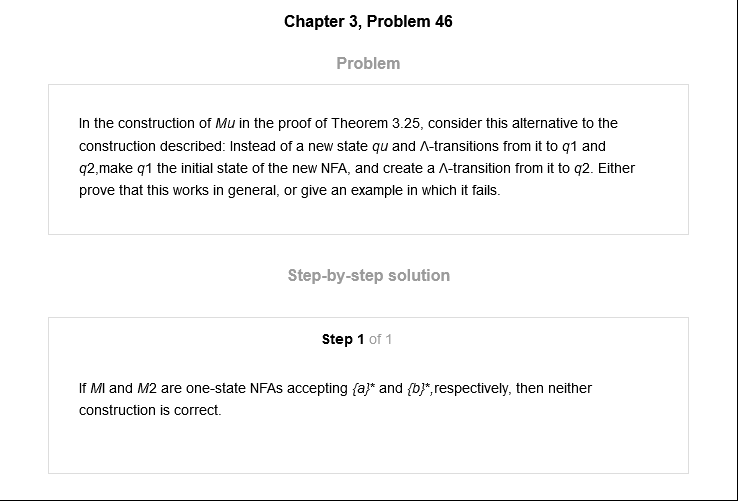 Chapter 3, Problem 46
Problem
In the construction of Mu in the proof of Theorem 3.25, consider this alternative to the
construction described: Instead of a new state qu and Λ-transitions from it to q1 and
q2,make q1 the initial state of the new NFA, and create a Λ-transition from it to q2. Either
prove that this works in general, or give an example in which it fails.
Step-by-step solution
Step 1 of 1
If Ml and M2 are one-state NFAs accepting {a}* and {b}*,respectively, then neither
construction is correct.